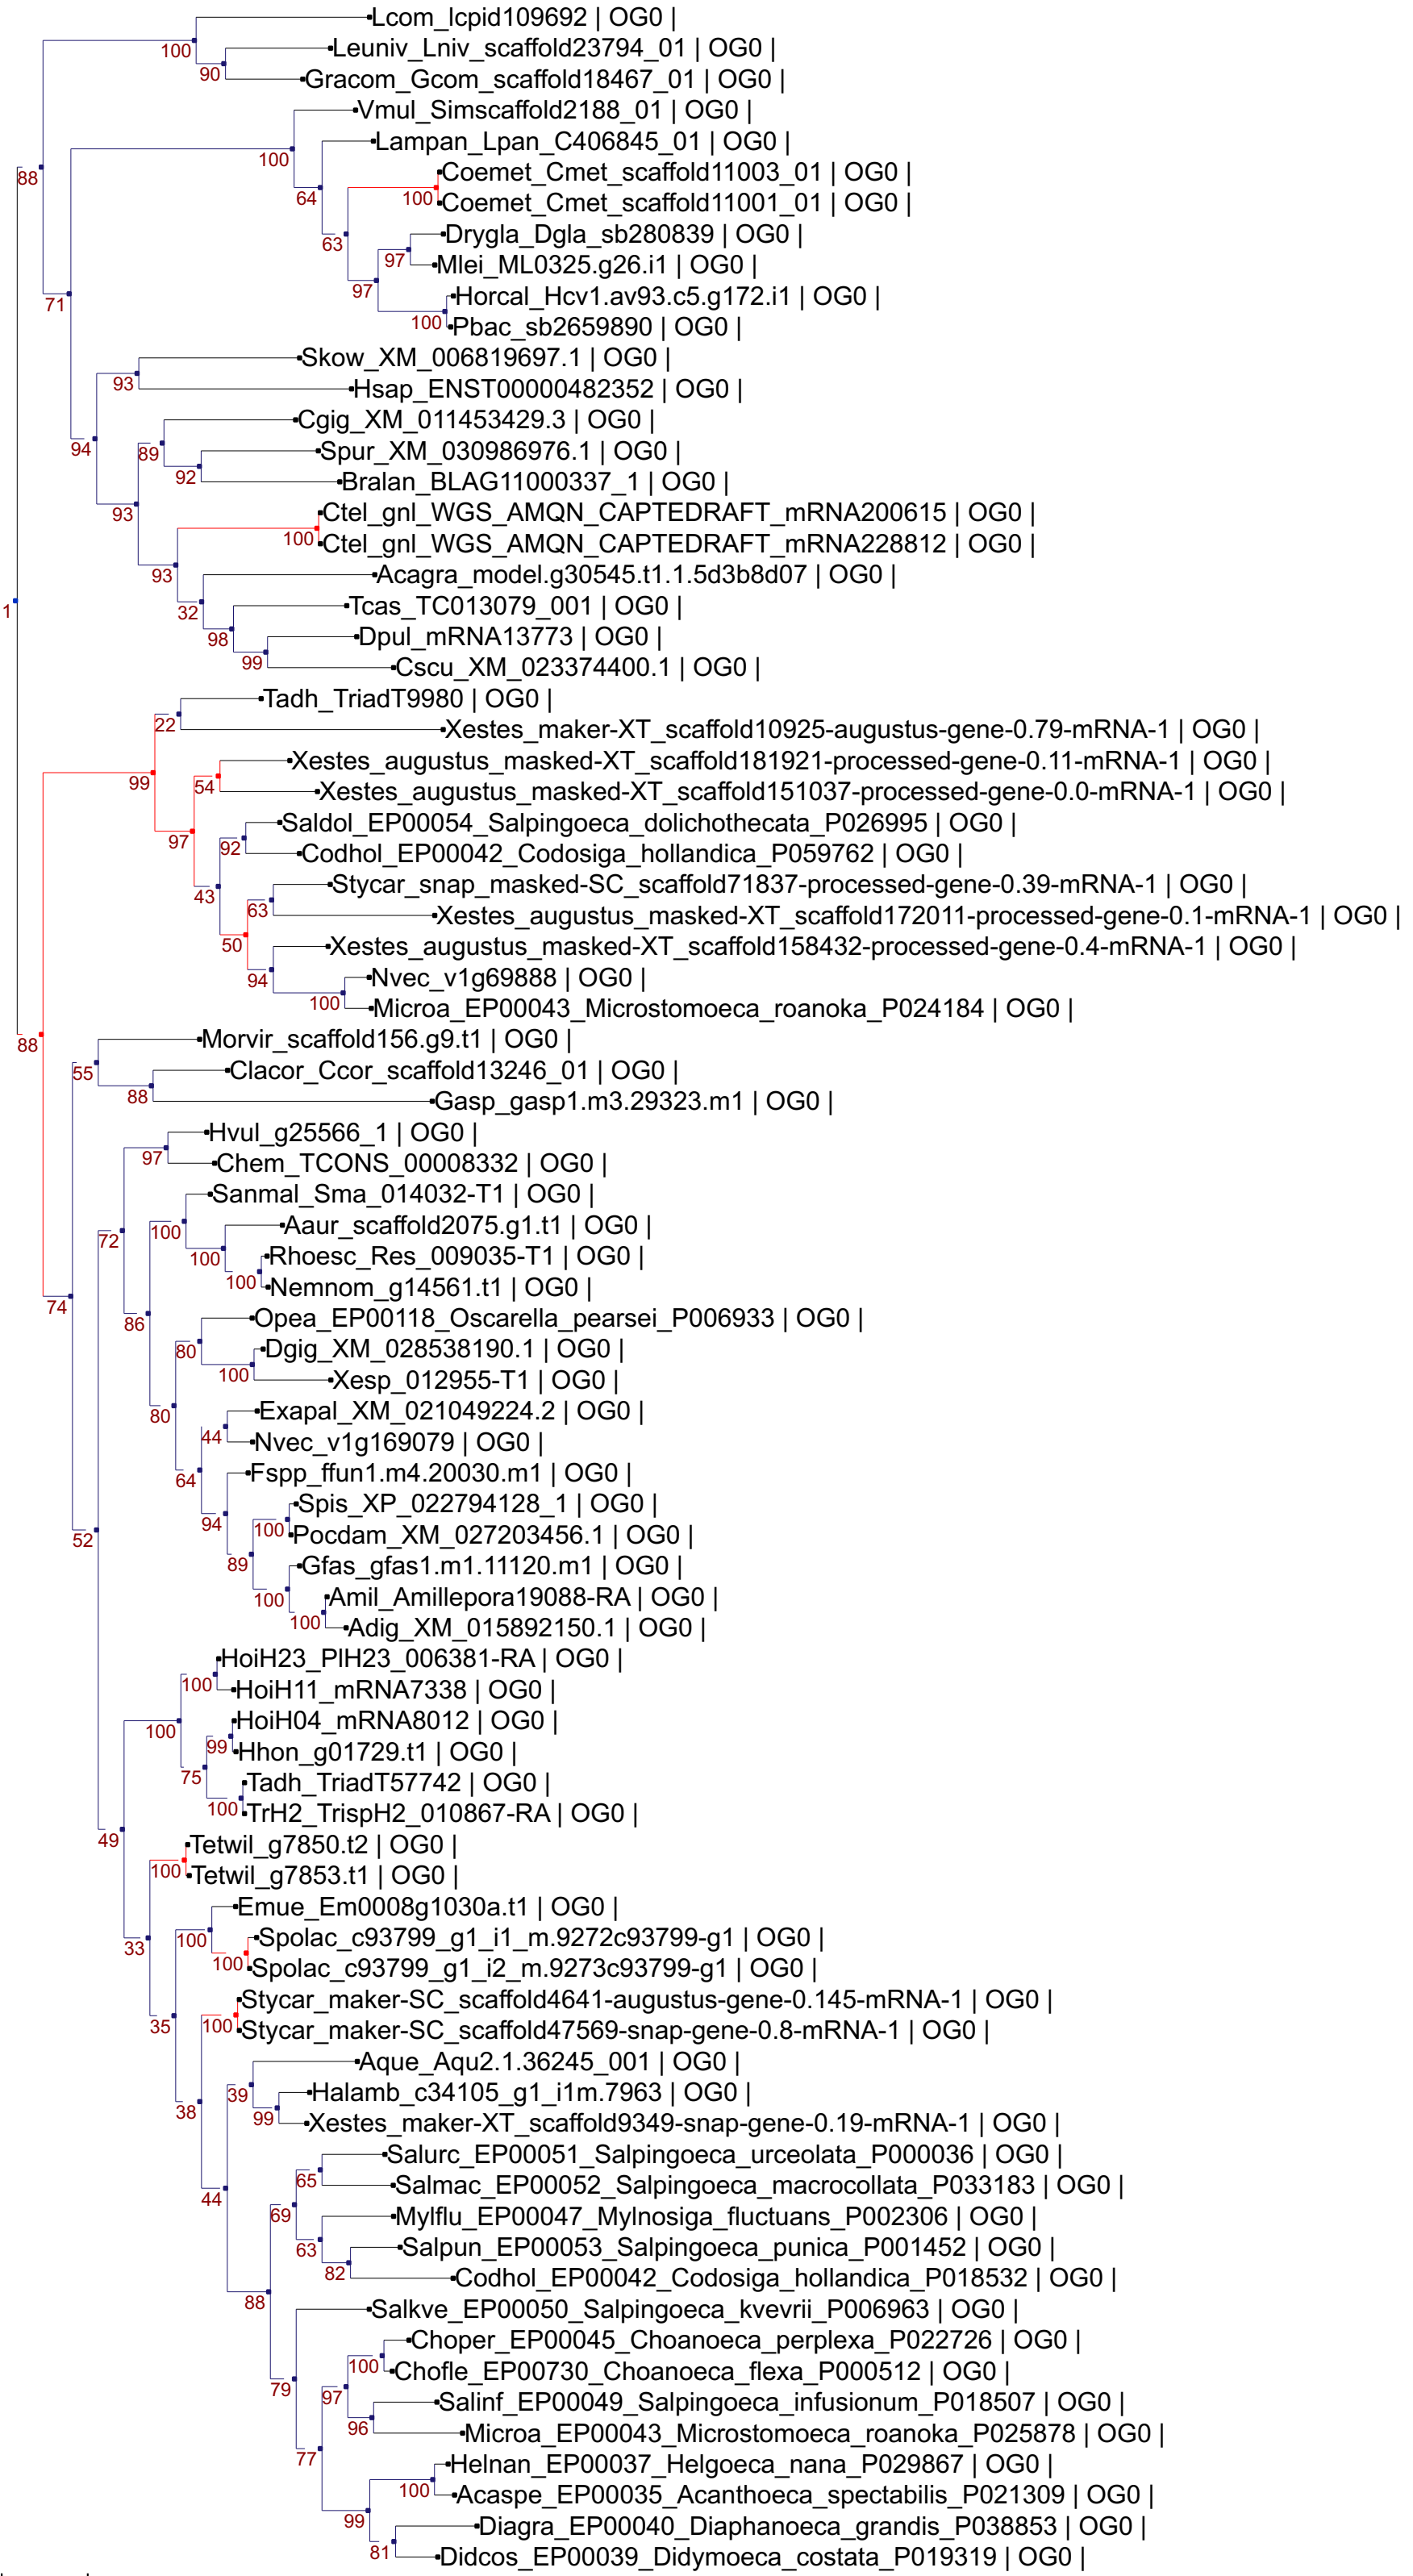 Lcom_lcpid109692 | OG0 |
100
Leuniv_Lniv_scaffold23794_01 | OG0 |
90
Gracom_Gcom_scaffold18467_01 | OG0 |
Vmul_Simscaffold2188_01 | OG0 |
Lampan_Lpan_C406845_01 | OG0 |
100
88
Coemet_Cmet_scaffold11003_01 | OG0 |
64
100
Coemet_Cmet_scaffold11001_01 | OG0 |
Drygla_Dgla_sb280839 | OG0 |
63
97
Mlei_ML0325.g26.i1 | OG0 |
97
71
Horcal_Hcv1.av93.c5.g172.i1 | OG0 |
100
Pbac_sb2659890 | OG0 |
Skow_XM_006819697.1 | OG0 |
93
Hsap_ENST00000482352 | OG0 |
Cgig_XM_011453429.3 | OG0 |
94
89
Spur_XM_030986976.1 | OG0 |
92
Bralan_BLAG11000337_1 | OG0 |
93
Ctel_gnl_WGS_AMQN_CAPTEDRAFT_mRNA200615 | OG0 |
100
Ctel_gnl_WGS_AMQN_CAPTEDRAFT_mRNA228812 | OG0 |
93
Acagra_model.g30545.t1.1.5d3b8d07 | OG0 |
1
32
Tcas_TC013079_001 | OG0 |
98
Dpul_mRNA13773 | OG0 |
99
Cscu_XM_023374400.1 | OG0 |
Tadh_TriadT9980 | OG0 |
22
Xestes_maker-XT_scaffold10925-augustus-gene-0.79-mRNA-1 | OG0 |
Xestes_augustus_masked-XT_scaffold181921-processed-gene-0.11-mRNA-1 | OG0 |
99
54
Xestes_augustus_masked-XT_scaffold151037-processed-gene-0.0-mRNA-1 | OG0 |
Saldol_EP00054_Salpingoeca_dolichothecata_P026995 | OG0 |
97
92
Codhol_EP00042_Codosiga_hollandica_P059762 | OG0 |
Stycar_snap_masked-SC_scaffold71837-processed-gene-0.39-mRNA-1 | OG0 |
43
63
Xestes_augustus_masked-XT_scaffold172011-processed-gene-0.1-mRNA-1 | OG0 |
50
Xestes_augustus_masked-XT_scaffold158432-processed-gene-0.4-mRNA-1 | OG0 |
94
Nvec_v1g69888 | OG0 |
100
Microa_EP00043_Microstomoeca_roanoka_P024184 | OG0 |
88
Morvir_scaffold156.g9.t1 | OG0 |
55
Clacor_Ccor_scaffold13246_01 | OG0 |
88
Gasp_gasp1.m3.29323.m1 | OG0 |
Hvul_g25566_1 | OG0 |
97
Chem_TCONS_00008332 | OG0 |
Sanmal_Sma_014032-T1 | OG0 |
72
100
Aaur_scaffold2075.g1.t1 | OG0 |
100
Rhoesc_Res_009035-T1 | OG0 |
100
Nemnom_g14561.t1 | OG0 |
74
86
Opea_EP00118_Oscarella_pearsei_P006933 | OG0 |
80
Dgig_XM_028538190.1 | OG0 |
100
Xesp_012955-T1 | OG0 |
80
Exapal_XM_021049224.2 | OG0 |
44
Nvec_v1g169079 | OG0 |
64
Fspp_ffun1.m4.20030.m1 | OG0 |
Spis_XP_022794128_1 | OG0 |
94
100
52
Pocdam_XM_027203456.1 | OG0 |
89
Gfas_gfas1.m1.11120.m1 | OG0 |
100
Amil_Amillepora19088-RA | OG0 |
100
Adig_XM_015892150.1 | OG0 |
HoiH23_PlH23_006381-RA | OG0 |
100
HoiH11_mRNA7338 | OG0 |
100
HoiH04_mRNA8012 | OG0 |
99
Hhon_g01729.t1 | OG0 |
75
Tadh_TriadT57742 | OG0 |
100
TrH2_TrispH2_010867-RA | OG0 |
49
Tetwil_g7850.t2 | OG0 |
100
Tetwil_g7853.t1 | OG0 |
Emue_Em0008g1030a.t1 | OG0 |
33
100
Spolac_c93799_g1_i1_m.9272c93799-g1 | OG0 |
100
Spolac_c93799_g1_i2_m.9273c93799-g1 | OG0 |
Stycar_maker-SC_scaffold4641-augustus-gene-0.145-mRNA-1 | OG0 |
35
100
Stycar_maker-SC_scaffold47569-snap-gene-0.8-mRNA-1 | OG0 |
Aque_Aqu2.1.36245_001 | OG0 |
38
39
Halamb_c34105_g1_i1m.7963 | OG0 |
99
Xestes_maker-XT_scaffold9349-snap-gene-0.19-mRNA-1 | OG0 |
Salurc_EP00051_Salpingoeca_urceolata_P000036 | OG0 |
65
Salmac_EP00052_Salpingoeca_macrocollata_P033183 | OG0 |
44
69
Mylflu_EP00047_Mylnosiga_fluctuans_P002306 | OG0 |
63
Salpun_EP00053_Salpingoeca_punica_P001452 | OG0 |
82
Codhol_EP00042_Codosiga_hollandica_P018532 | OG0 |
88
Salkve_EP00050_Salpingoeca_kvevrii_P006963 | OG0 |
Choper_EP00045_Choanoeca_perplexa_P022726 | OG0 |
100
Chofle_EP00730_Choanoeca_flexa_P000512 | OG0 |
79
97
Salinf_EP00049_Salpingoeca_infusionum_P018507 | OG0 |
96
Microa_EP00043_Microstomoeca_roanoka_P025878 | OG0 |
77
Helnan_EP00037_Helgoeca_nana_P029867 | OG0 |
100
Acaspe_EP00035_Acanthoeca_spectabilis_P021309 | OG0 |
99
Diagra_EP00040_Diaphanoeca_grandis_P038853 | OG0 |
81
Didcos_EP00039_Didymoeca_costata_P019319 | OG0 |